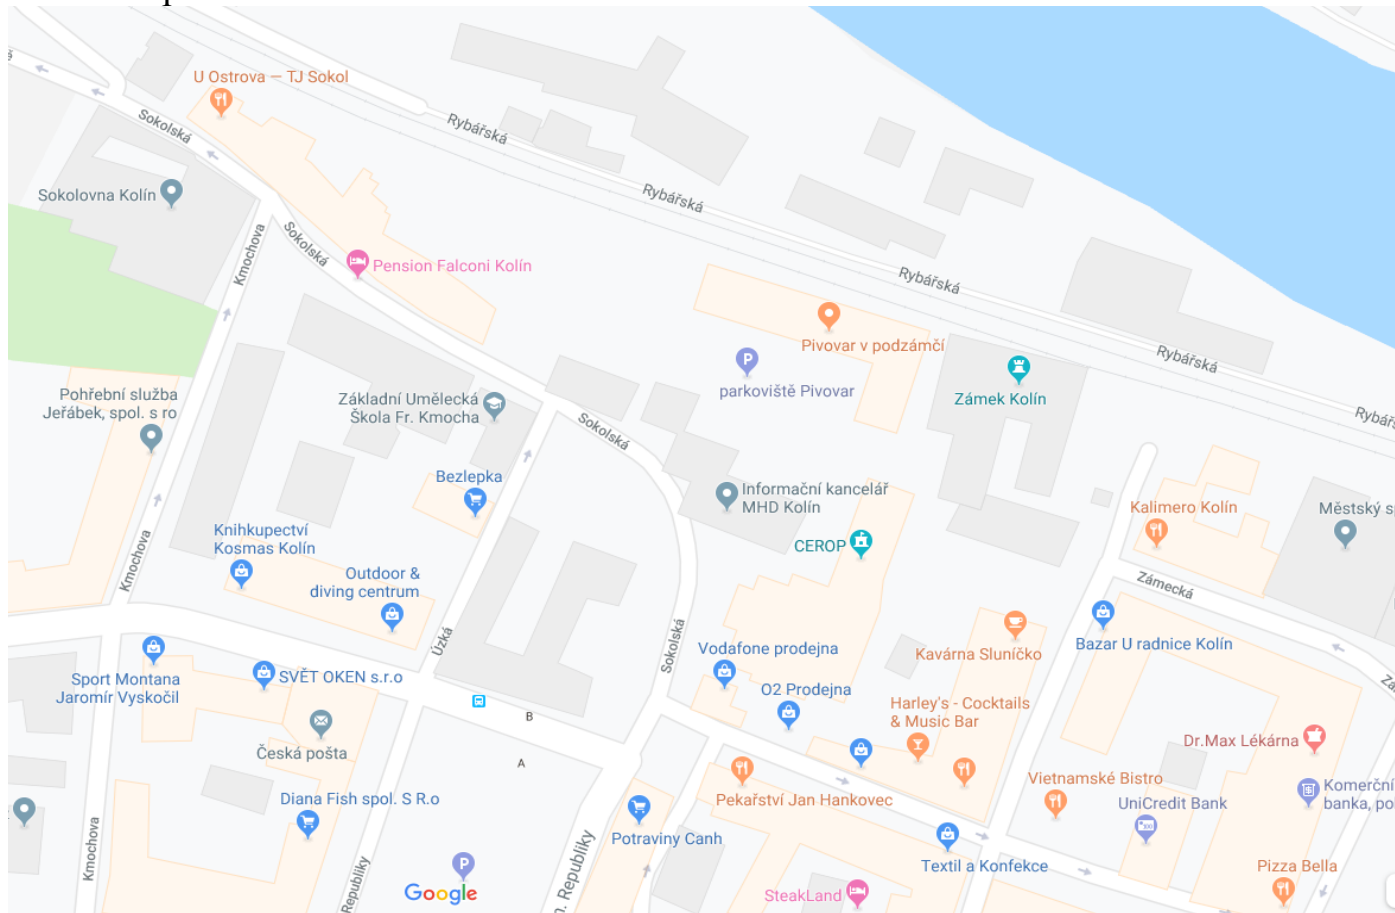 U Ostrova — TJ Sokol
Sokolská
Rybářská
Rybářská
Sokolovna Kolín
Kmochova
Sokolská
Pension Falconi Kolín
Rybářská
Pivovar v podzámčí
Rybářská
parkoviště Pivovar
Zámek Kolín
Pohřební služba
Jeřábek, spol. s ro
Základní Umělecká
Škola Fr. Kmocha
Sokolská
Bezlepka
Informační kancelář
MHD Kolín
Kalimero Kolín
Knihkupectví
Kosmas Kolín
CEROP
Kmochova
Outdoor &
diving centrum
Zámecká
Úzká
Sokolská
Vodafone prodejna
Kavárna Sluníčko
Bazar U radnice Kolín
Sport Montana
Jaromír Vyskočil
SVĚT OKEN s.r.o
O2 Prodejna
Harley's - Cocktails
& Music Bar
B
A
Česká pošta
Dr.Max Lékárna
Diana Fish spol. S R.o
Pekařství Jan Hankovec
Vietnamské Bistro
UniCredit Bank
Komerční
banka,
Potraviny Canh
Kmochova
Republiky
Republiky
Textil a Konfekce
Pizza Bella
SteakLand
P
P
Google